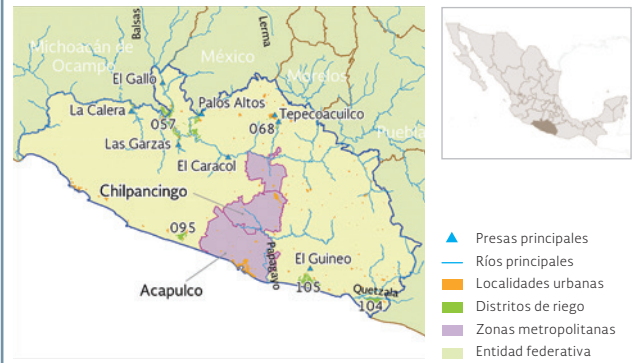 Balsas
Lerma
Michoacán de
Ocampo
México
Morelos
Puebla
El Gallo
La Calera
Palos Altos
057
068
Tepecoacuilco
Las Garzas
El Caracol
Chilpancingo
095
Papagayo
El Guineo
Acapulco
105
Quetzala
104
Presas principales
Ríos principales
Localidades urbanas
Distritos de riego
Zonas metropolitanas
Entidad federativa